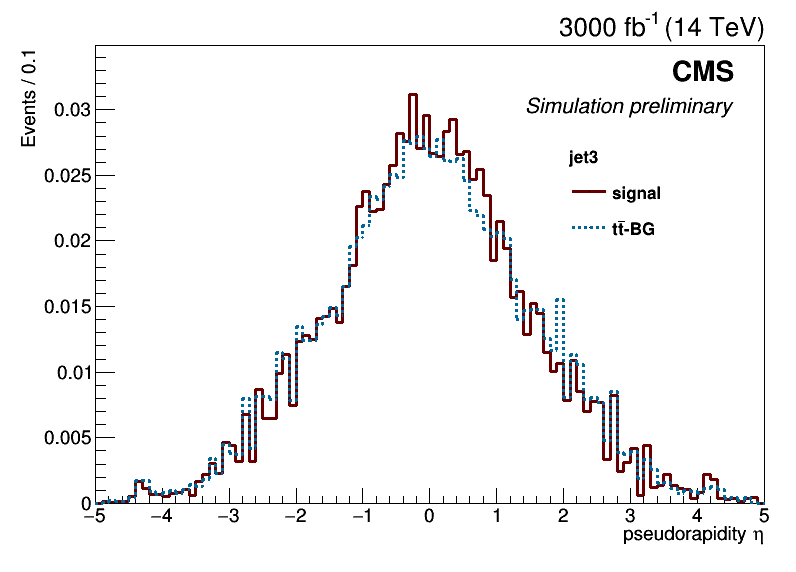 3000 fb⁻¹ (14 TeV)
Events / 0.1
CMS
Simulation preliminary
jet3
signal
tt̄-BG
0.03
0.025
0.02
0.015
0.01
0.005
0
−5 −4 −3 −2 −1 0 1 2 3 4 5
pseudorapidity η